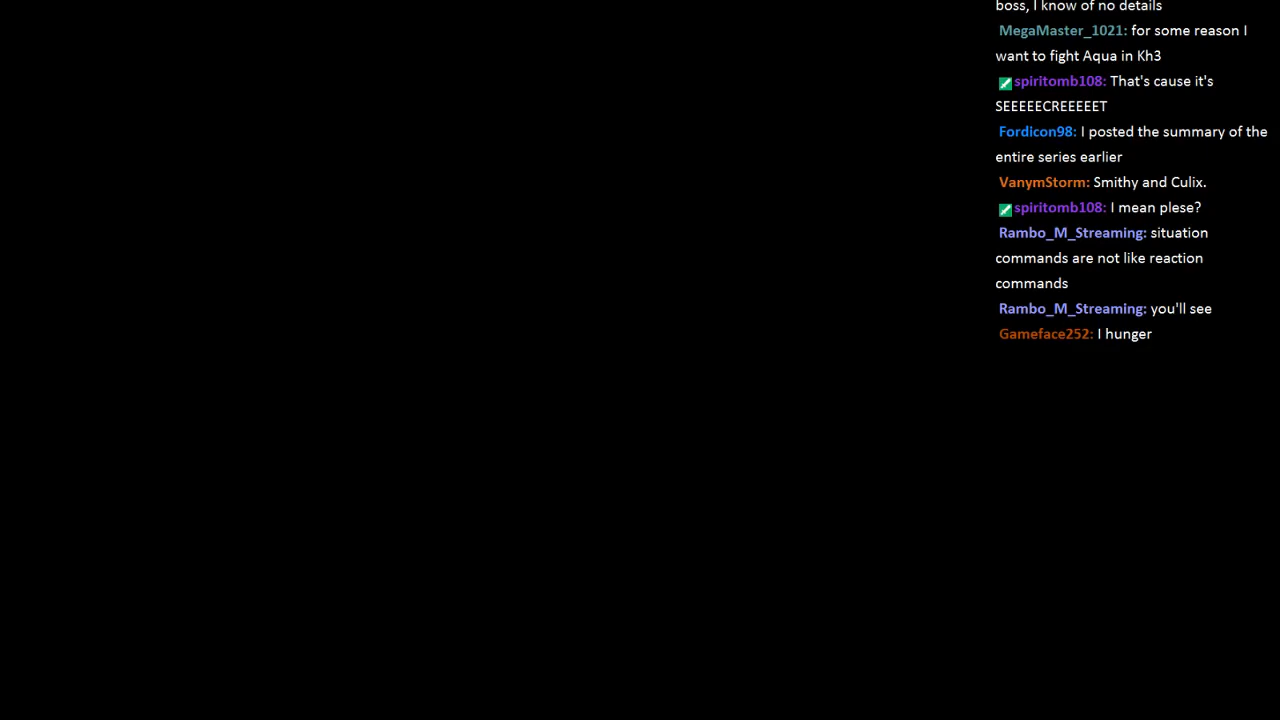 boss, I know of no details
MegaMaster_1021: for some reason I
want to fight Aqua in Kh3
spiritomb108: That's cause it's
SEEEEECREEEEET
Fordicon98: I posted the summary of the
entire series earlier
VanymStorm: Smithy and Culix.
spiritomb108: I mean plese?
Rambo_M_Streaming: situation
commands are not like reaction
commands
Rambo_M_Streaming: you'll see
Gameface252: I hunger